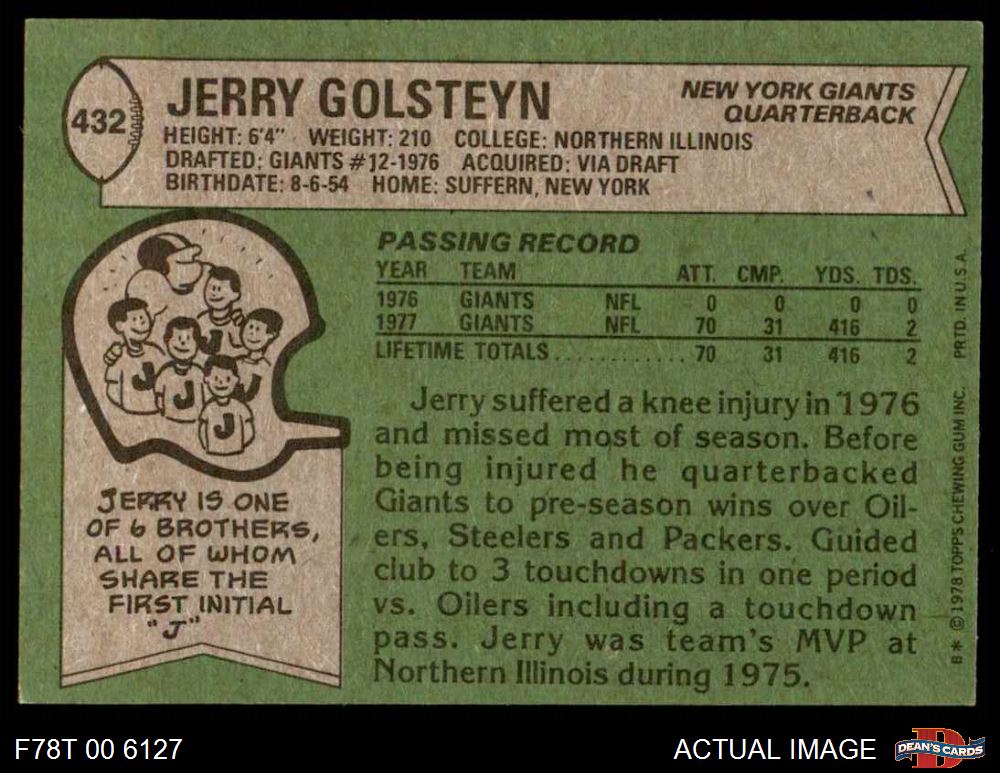 432
JERRY GOLSTEYN
NEW YORK GIANTS
QUARTERBACK
HEIGHT: 6'4" WEIGHT: 210 COLLEGE: NORTHERN ILLINOIS
DRAFTED: GIANTS #12-1976 ACQUIRED: VIA DRAFT
BIRTHDATE: 8-6-54 HOME: SUFFERN, NEW YORK
PASSING RECORD
YEAR TEAM ATT. CMP. YDS. TDS.
1976 GIANTS NFL 0 0 0 0
1977 GIANTS NFL 70 31 416 2
LIFETIME TOTALS............ 70 31 416 2
J
J
J
J
J
JERRY IS ONE
OF 6 BROTHERS,
ALL OF WHOM
SHARE THE
FIRST INITIAL
"J"
Jerry suffered a knee injury in 1976
and missed most of season. Before
being injured he quarterbacked
Giants to pre-season wins over Oil-
ers, Steelers and Packers. Guided
club to 3 touchdowns in one period
vs. Oilers including a touchdown
pass. Jerry was team's MVP at
Northern Illinois during 1975.
B* © 1978 TOPPS CHEWING GUM INC. PRTD. IN U.S.A.
F78T 00 6127
ACTUAL IMAGE
D
DEAN'S CARDS